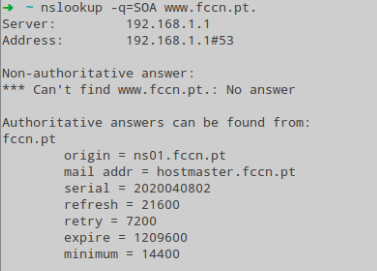 ➜ ~ nslookup -q=SOA www.fccn.pt.
Server: 192.168.1.1
Address: 192.168.1.1#53
Non-authoritative answer:
*** Can't find www.fccn.pt.: No answer
Authoritative answers can be found from:
fccn.pt
origin = ns01.fccn.pt
mail addr = hostmaster.fccn.pt
serial = 2020040802
refresh = 21600
retry = 7200
expire = 1209600
minimum = 14400